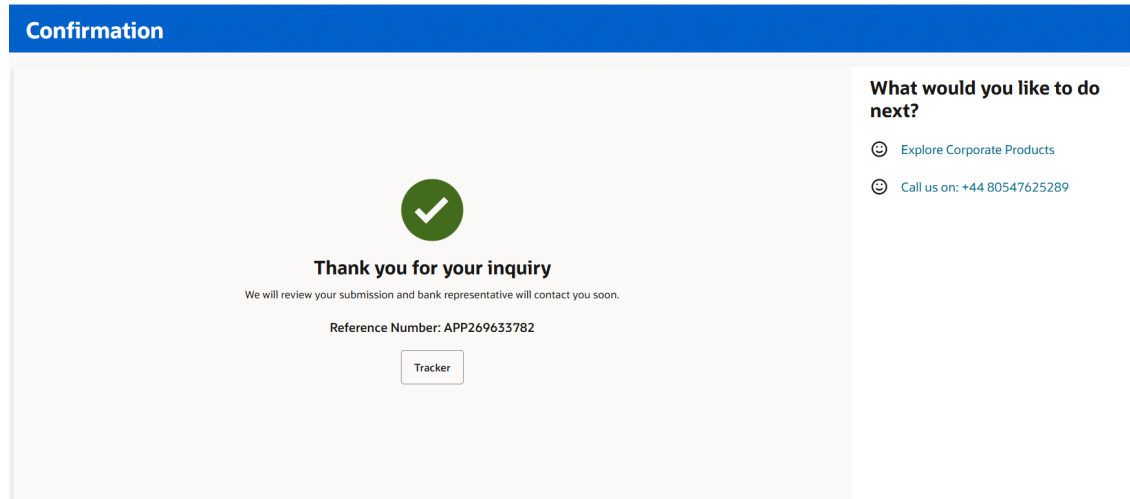 Confirmation
Thank you for your inquiry
We will review your submission and bank representative will contact you soon.
Reference Number: APP269633782
Tracker
What would you like to do
next?
Explore Corporate Products
Call us on: +44 80547625289